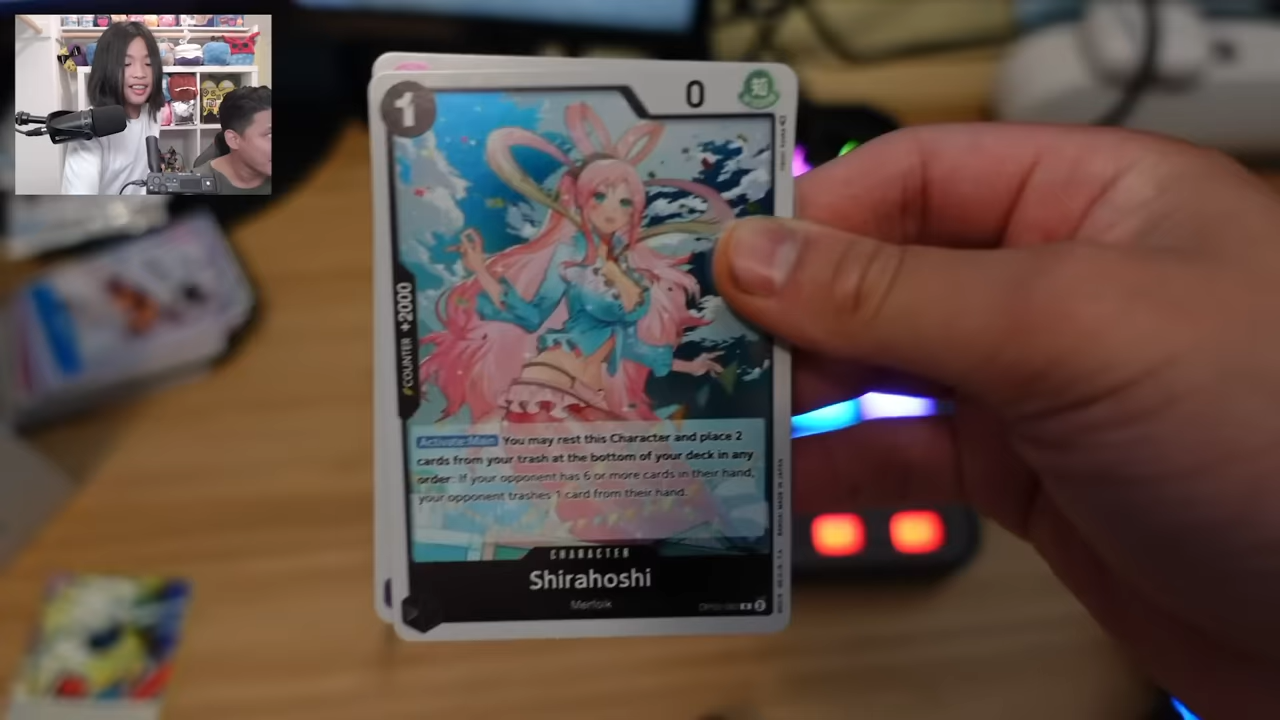 1
0
知
COUNTER +2000
Activate:Main You may rest this Character and place 2
cards from your trash at the bottom of your deck in any
order: If your opponent has 6 or more cards in their hand,
your opponent trashes 1 card from their hand.
CHARACTER
Shirahoshi
Merfolk